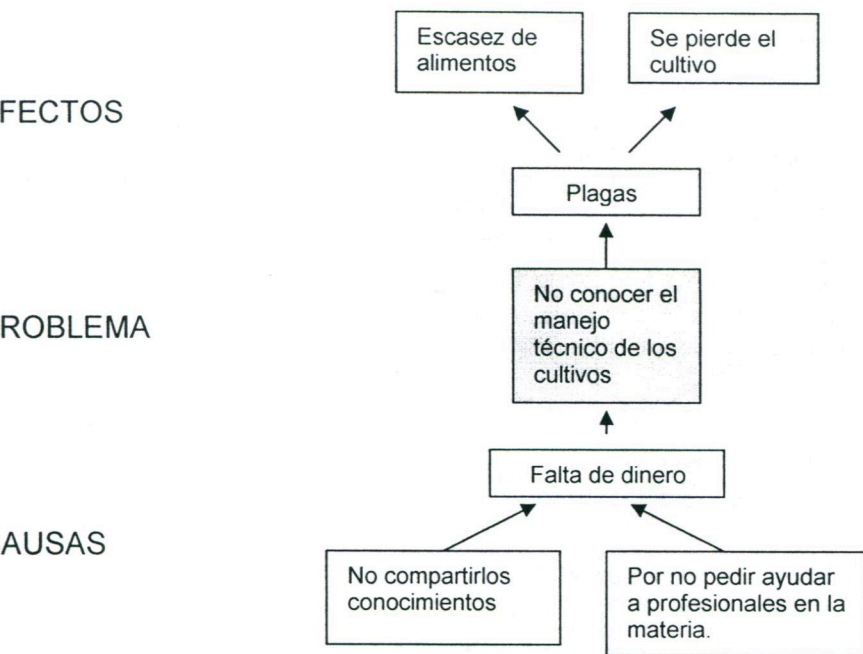 Escasez de
alimentos
Se pierde el
cultivo
FECTOS
Plagas
No conocer el
manejo
técnico de los
cultivos
ROBLEMA
Falta de dinero
AUSAS
No compartirlos
conocimientos
Por no pedir ayudar
a profesionales en la
materia.